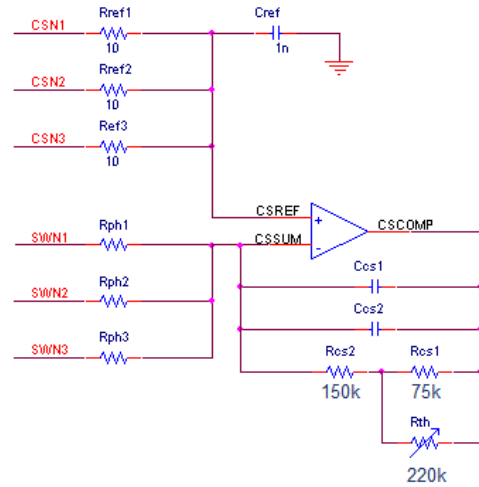 CSN1
Rref1
10
Cref
1n
CSN2
Rref2
10
CSN3
Rref3
10
CSREF
+
CSCOMP
SWN1
Rph1
CSSUM
-
Ccs1
SWN2
Rph2
Ccs2
SWN3
Rph3
Rcs2
150k
Rcs1
75k
Rth
220k